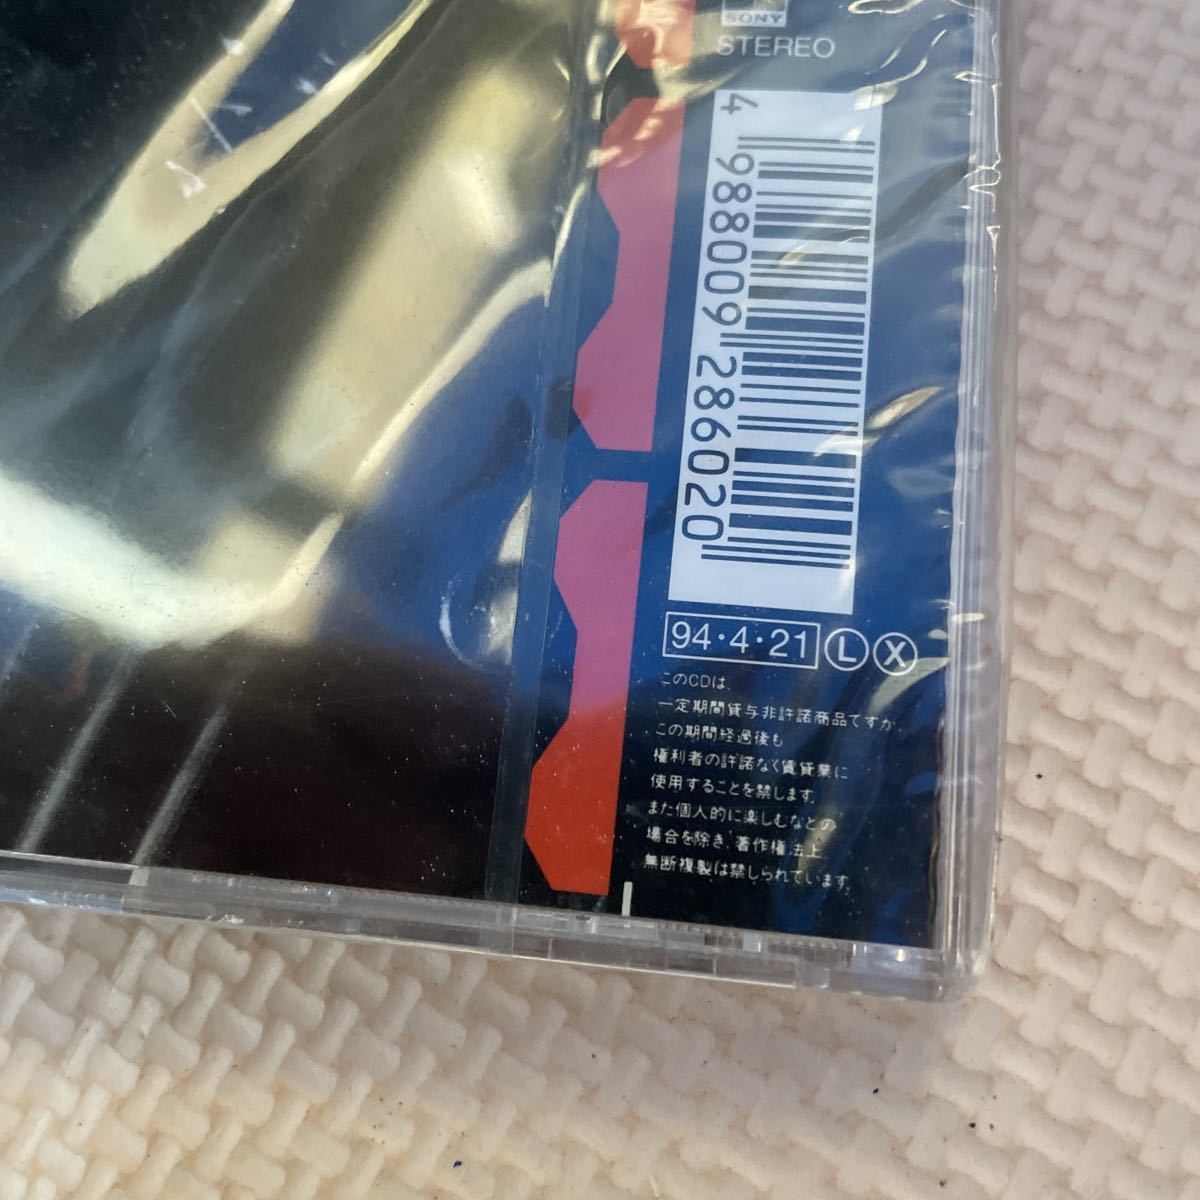 SONY
STEREO
4 988009 286020
94・4・21 L X
このCDは、
一定期間貸与非許諾商品ですが、
この期間経過後も
権利者の許諾なく賃貸業に
使用することを禁じます。
また個人的に楽しむなどの
場合を除き、著作権法上、
無断複製は禁じられています。